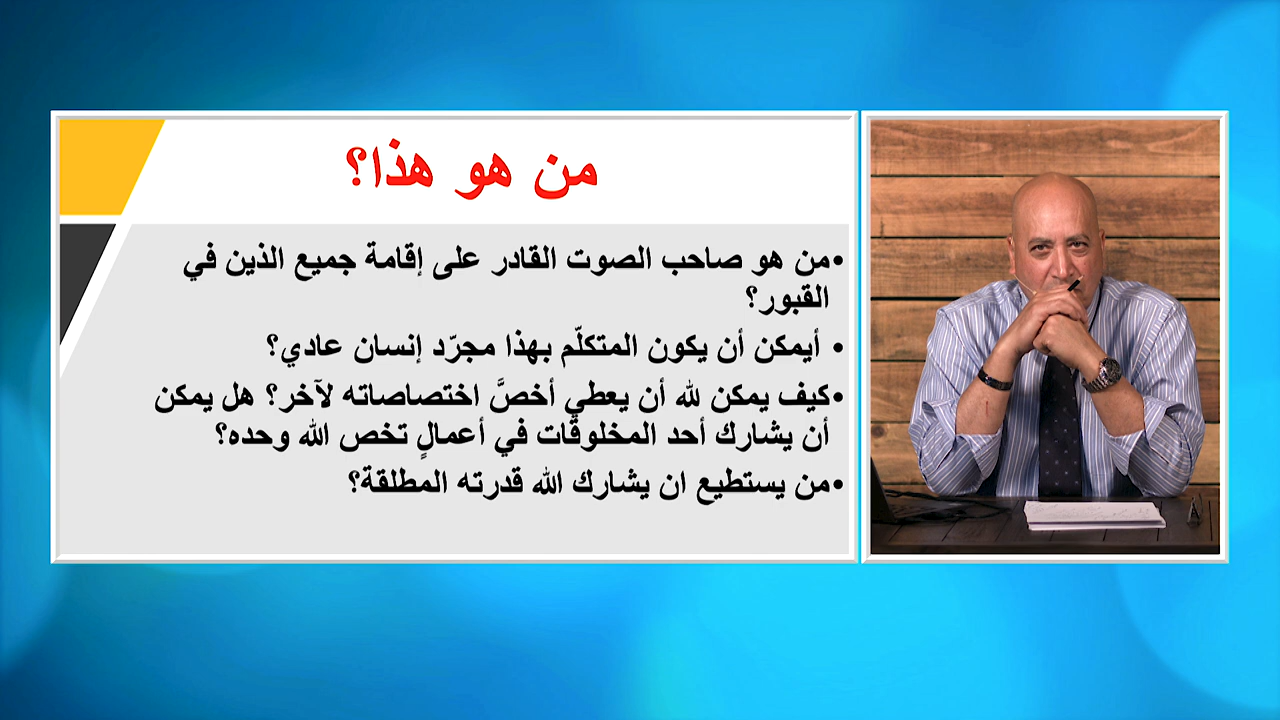 من هو هذا؟
•من هو صاحب الصوت القادر على إقامة جميع الذين في
القبور؟
• أيمكن أن يكون المتكلّم بهذا مجرّد إنسان عادي؟
•كيف يمكن لله أن يعطي أخصَّ اختصاصاته لآخر؟ هل يمكن
أن يشارك أحد المخلوقات في أعمالٍ تخص الله وحده؟
•من يستطيع ان يشارك الله قدرته المطلقة؟